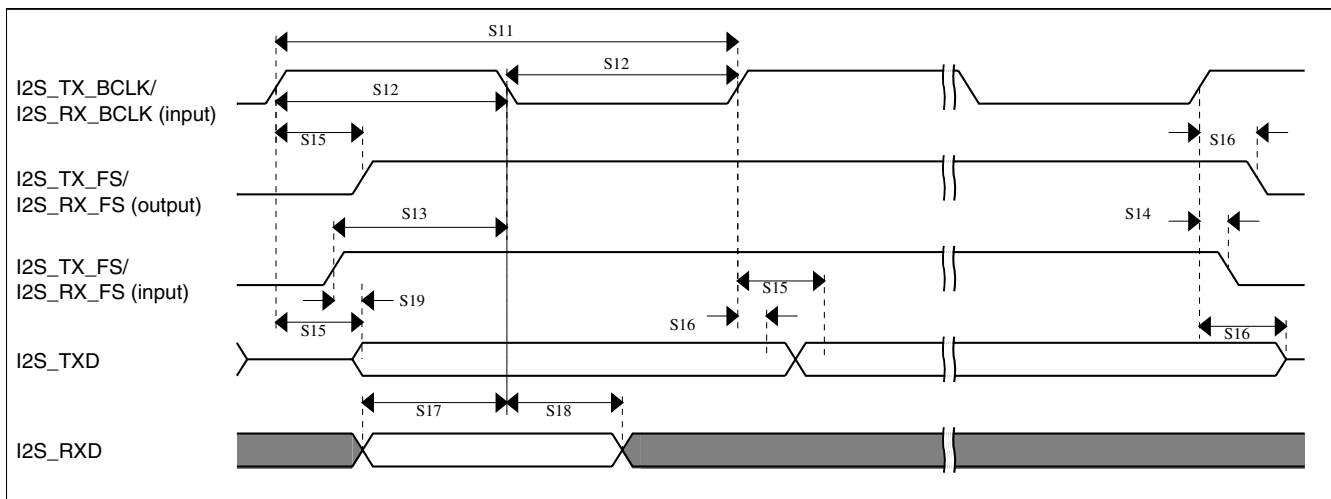 S11
I2S_TX_BCLK/
I2S_RX_BCLK (input)
S12
S12
S15
S16
I2S_TX_FS/
I2S_RX_FS (output)
S13
S14
I2S_TX_FS/
I2S_RX_FS (input)
S15
S19
S15
S16
S16
I2S_TXD
S17
S18
I2S_RXD